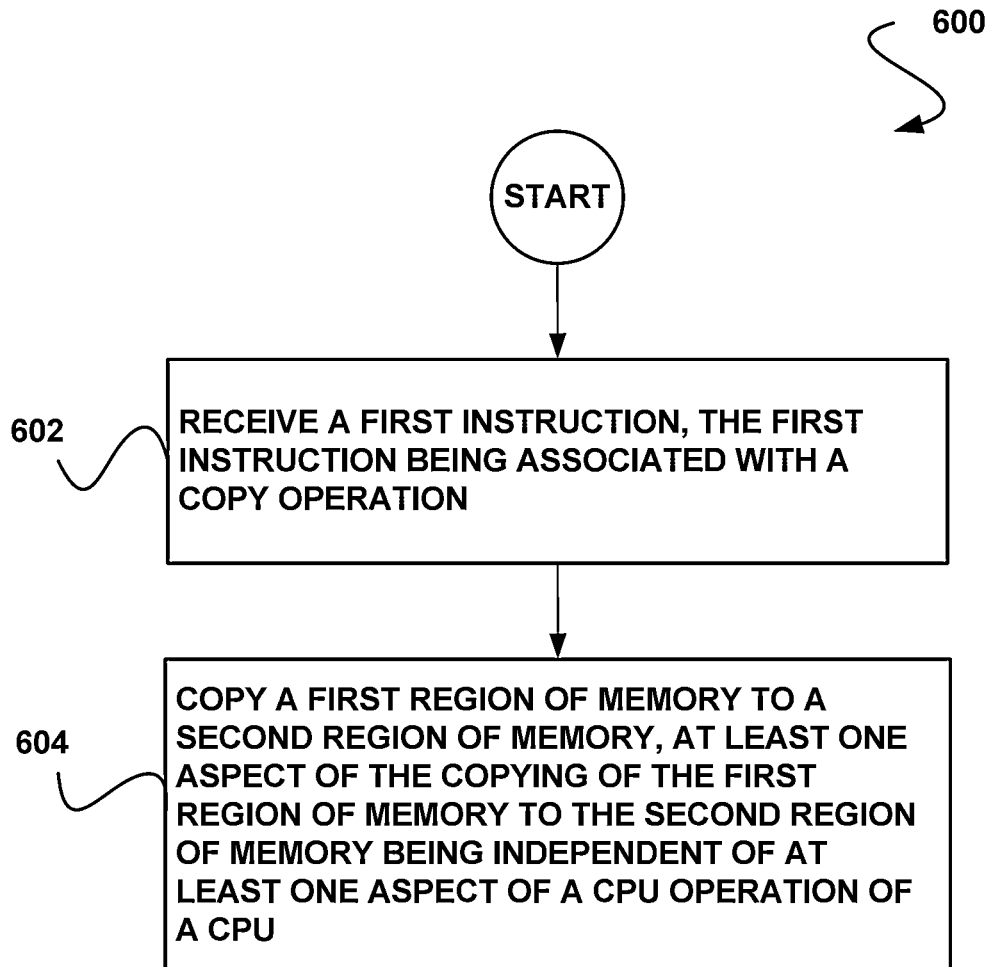 600
START
602
RECEIVE A FIRST INSTRUCTION, THE FIRST
INSTRUCTION BEING ASSOCIATED WITH A
COPY OPERATION
604
COPY A FIRST REGION OF MEMORY TO A
SECOND REGION OF MEMORY, AT LEAST ONE
ASPECT OF THE COPYING OF THE FIRST
REGION OF MEMORY TO THE SECOND REGION
OF MEMORY BEING INDEPENDENT OF AT
LEAST ONE ASPECT OF A CPU OPERATION OF
A CPU